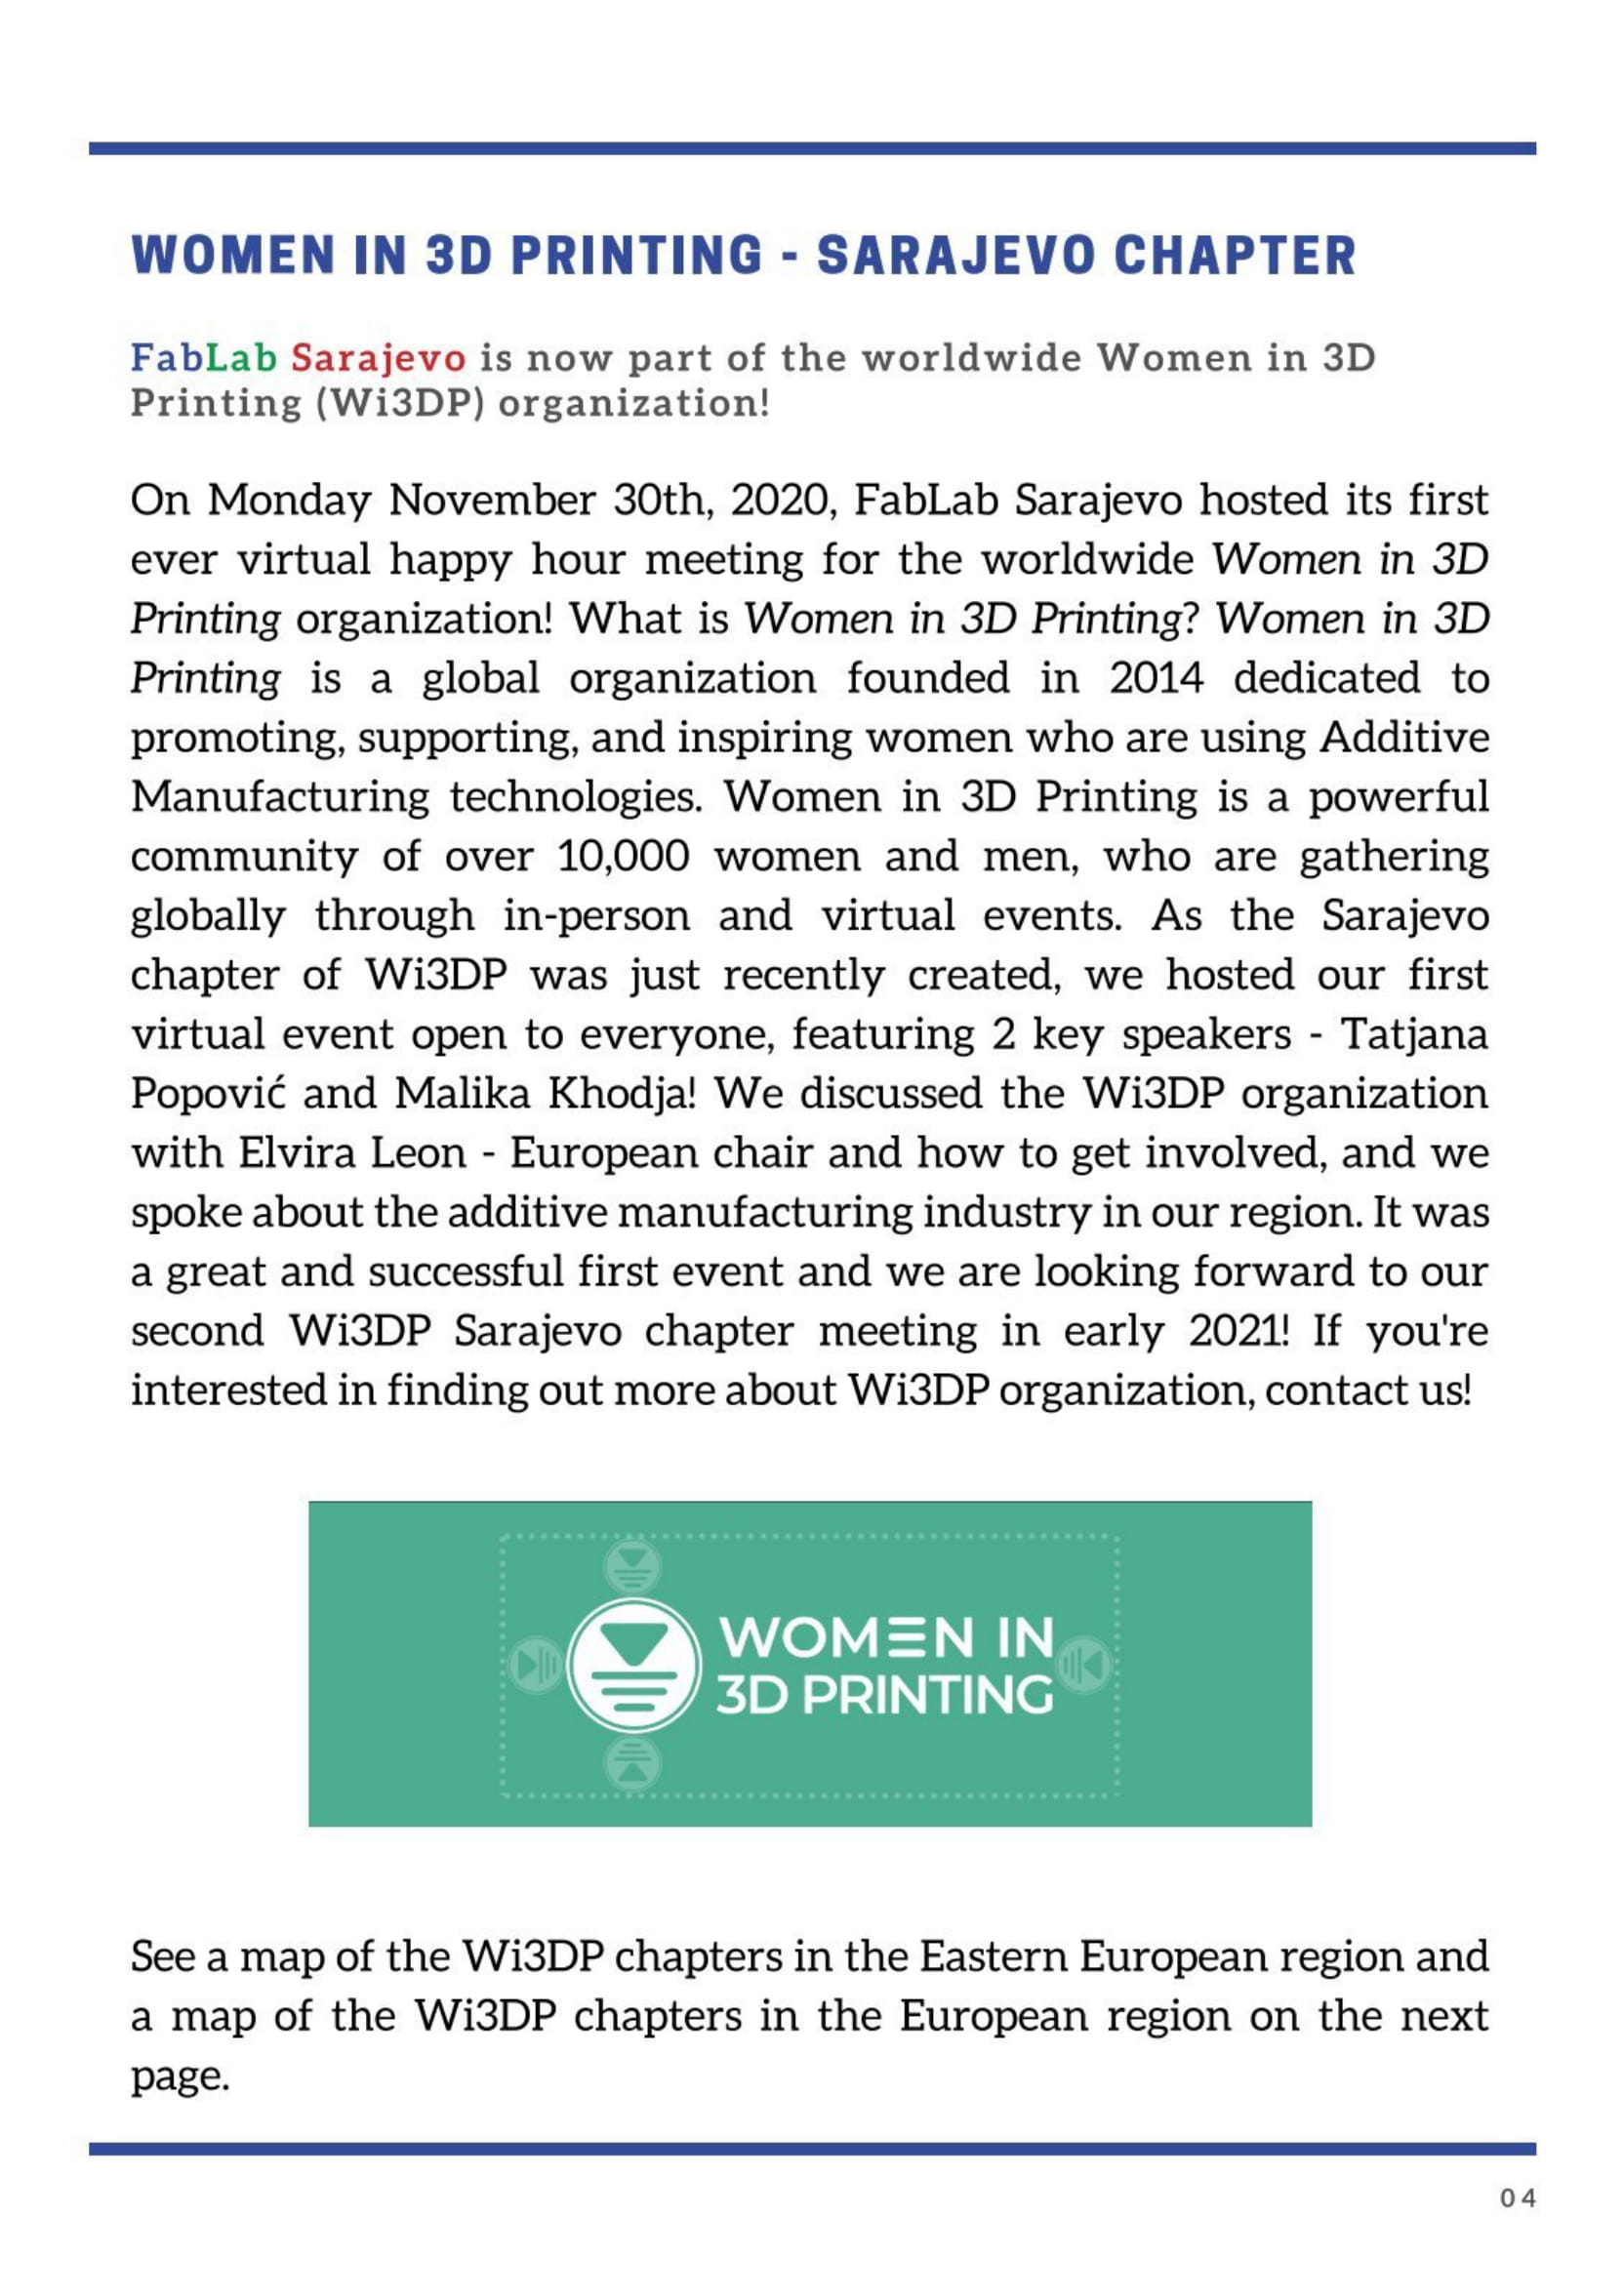 WOMEN IN 3D PRINTING - SARAJEVO CHAPTER
FabLab Sarajevo is now part of the worldwide Women in 3D
Printing (Wi3DP) organization!
On Monday November 30th, 2020, FabLab Sarajevo hosted its first
ever virtual happy hour meeting for the worldwide Women in 3D
Printing organization! What is Women in 3D Printing? Women in 3D
Printing is a global organization founded in 2014 dedicated to
promoting, supporting, and inspiring women who are using Additive
Manufacturing technologies. Women in 3D Printing is a powerful
community of over 10,000 women and men, who are gathering
globally through in-person and virtual events. As the Sarajevo
chapter of Wi3DP was just recently created, we hosted our first
virtual event open to everyone, featuring 2 key speakers - Tatjana
Popović and Malika Khodja! We discussed the Wi3DP organization
with Elvira Leon - European chair and how to get involved, and we
spoke about the additive manufacturing industry in our region. It was
a great and successful first event and we are looking forward to our
second Wi3DP Sarajevo chapter meeting in early 2021! If you're
interested in finding out more about Wi3DP organization, contact us!
WOMEN IN
3D PRINTING
See a map of the Wi3DP chapters in the Eastern European region and
a map of the Wi3DP chapters in the European region on the next
page.
04